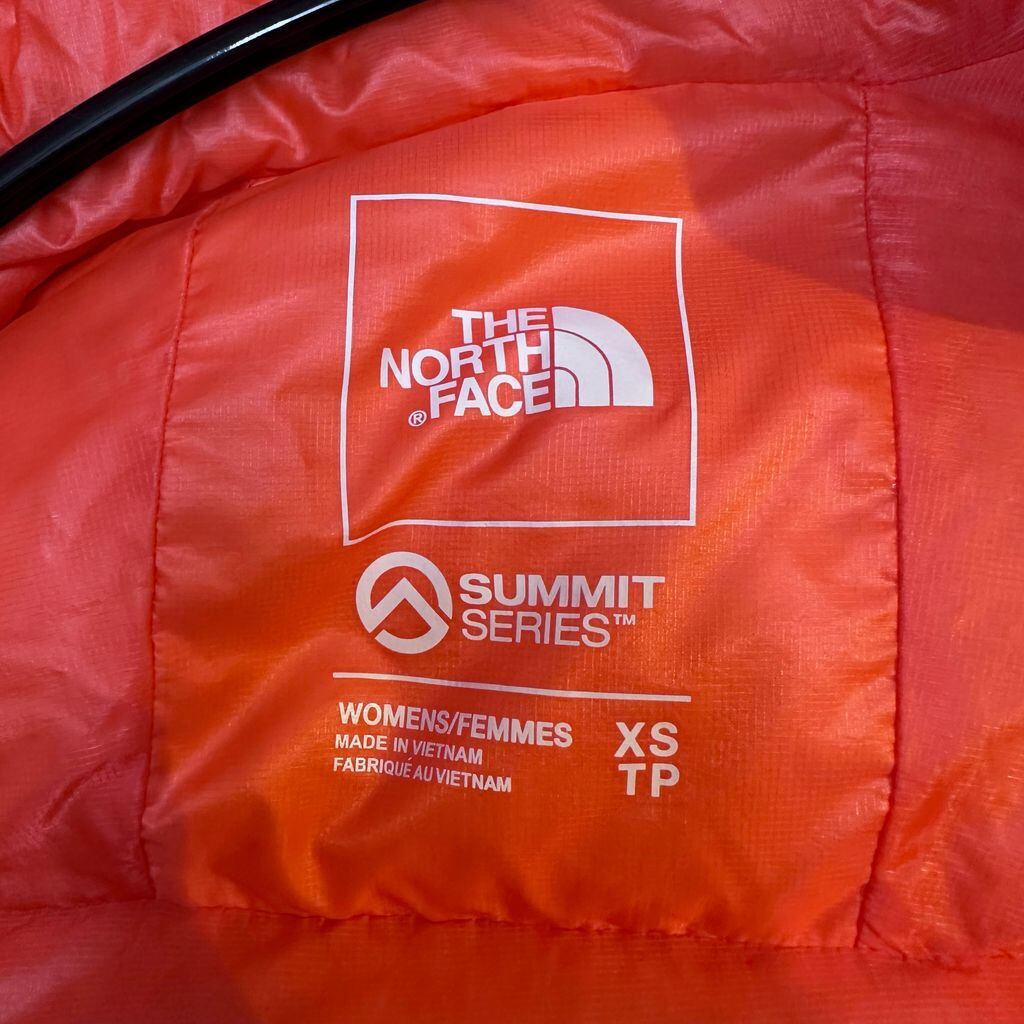 THE
NORTH
®FACE
SUMMIT
SERIES™
WOMENS/FEMMES XS
MADE IN VIETNAM TP
FABRIQUÉ AU VIETNAM